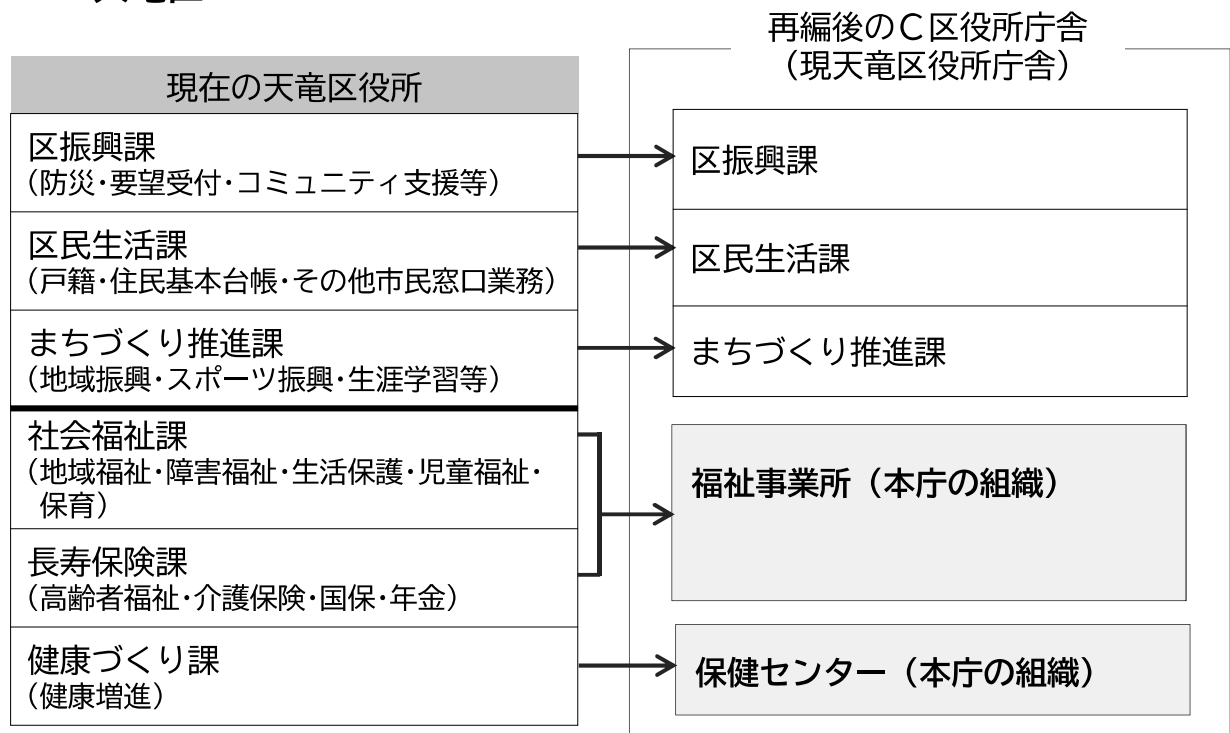 現在の天竜区役所
区振興課
（防災･要望受付･コミュニティ支援等）
区民生活課
（戸籍･住民基本台帳･その他市民窓口業務）
まちづくり推進課
（地域振興･スポーツ振興･生涯学習等）
社会福祉課
（地域福祉･障害福祉･生活保護･児童福祉･
保育）
長寿保険課
（高齢者福祉･介護保険･国保･年金）
健康づくり課
（健康増進）
再編後のＣ区役所庁舎
（現天竜区役所庁舎）
区振興課
区民生活課
まちづくり推進課
福祉事業所（本庁の組織）
保健センター（本庁の組織）